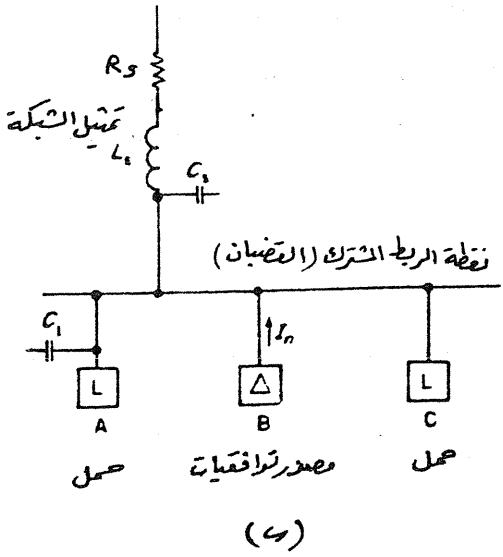 Rs
تمثيل الشبكة
Ls
Cs
نقطة الربط المشترك (القضبان)
C1
In
L
Δ
L
A
B
C
حمل
مصدر توافقيات
حمل
(ب)